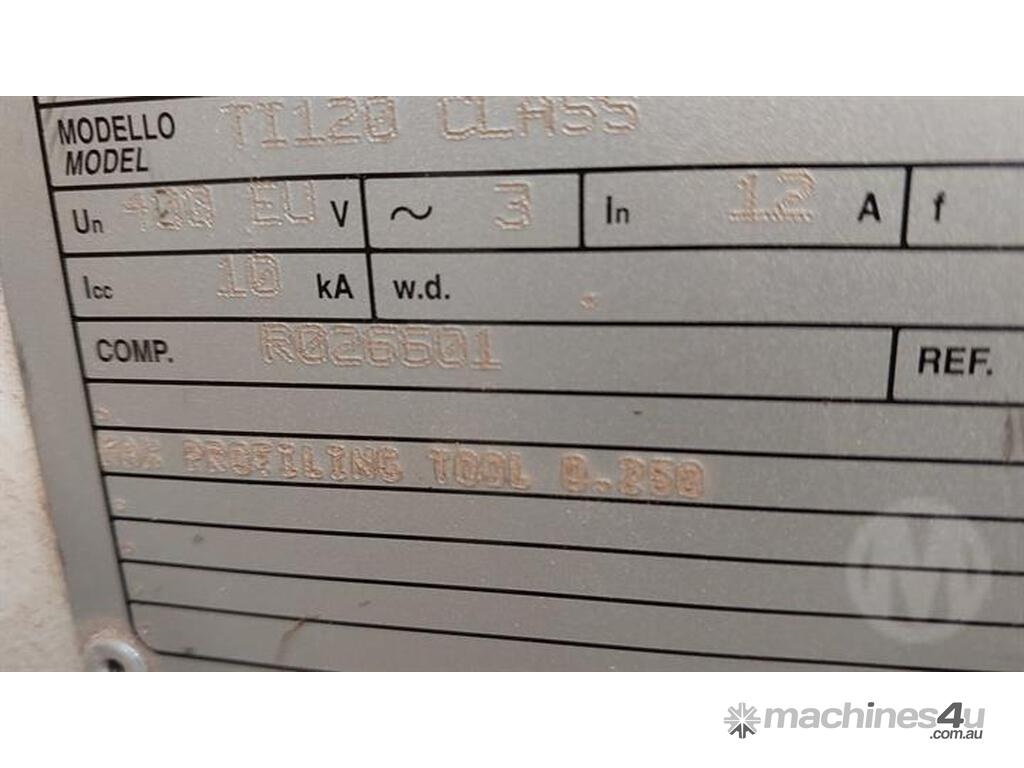 MODELLO TI120 CLASS
MODEL
Un 400 EU V ~ 3 In 12 A f
Icc 10 kA w.d.
COMP. R026601 REF.
MAX PROFILING TOOL 0.250
machines4u
.com.au